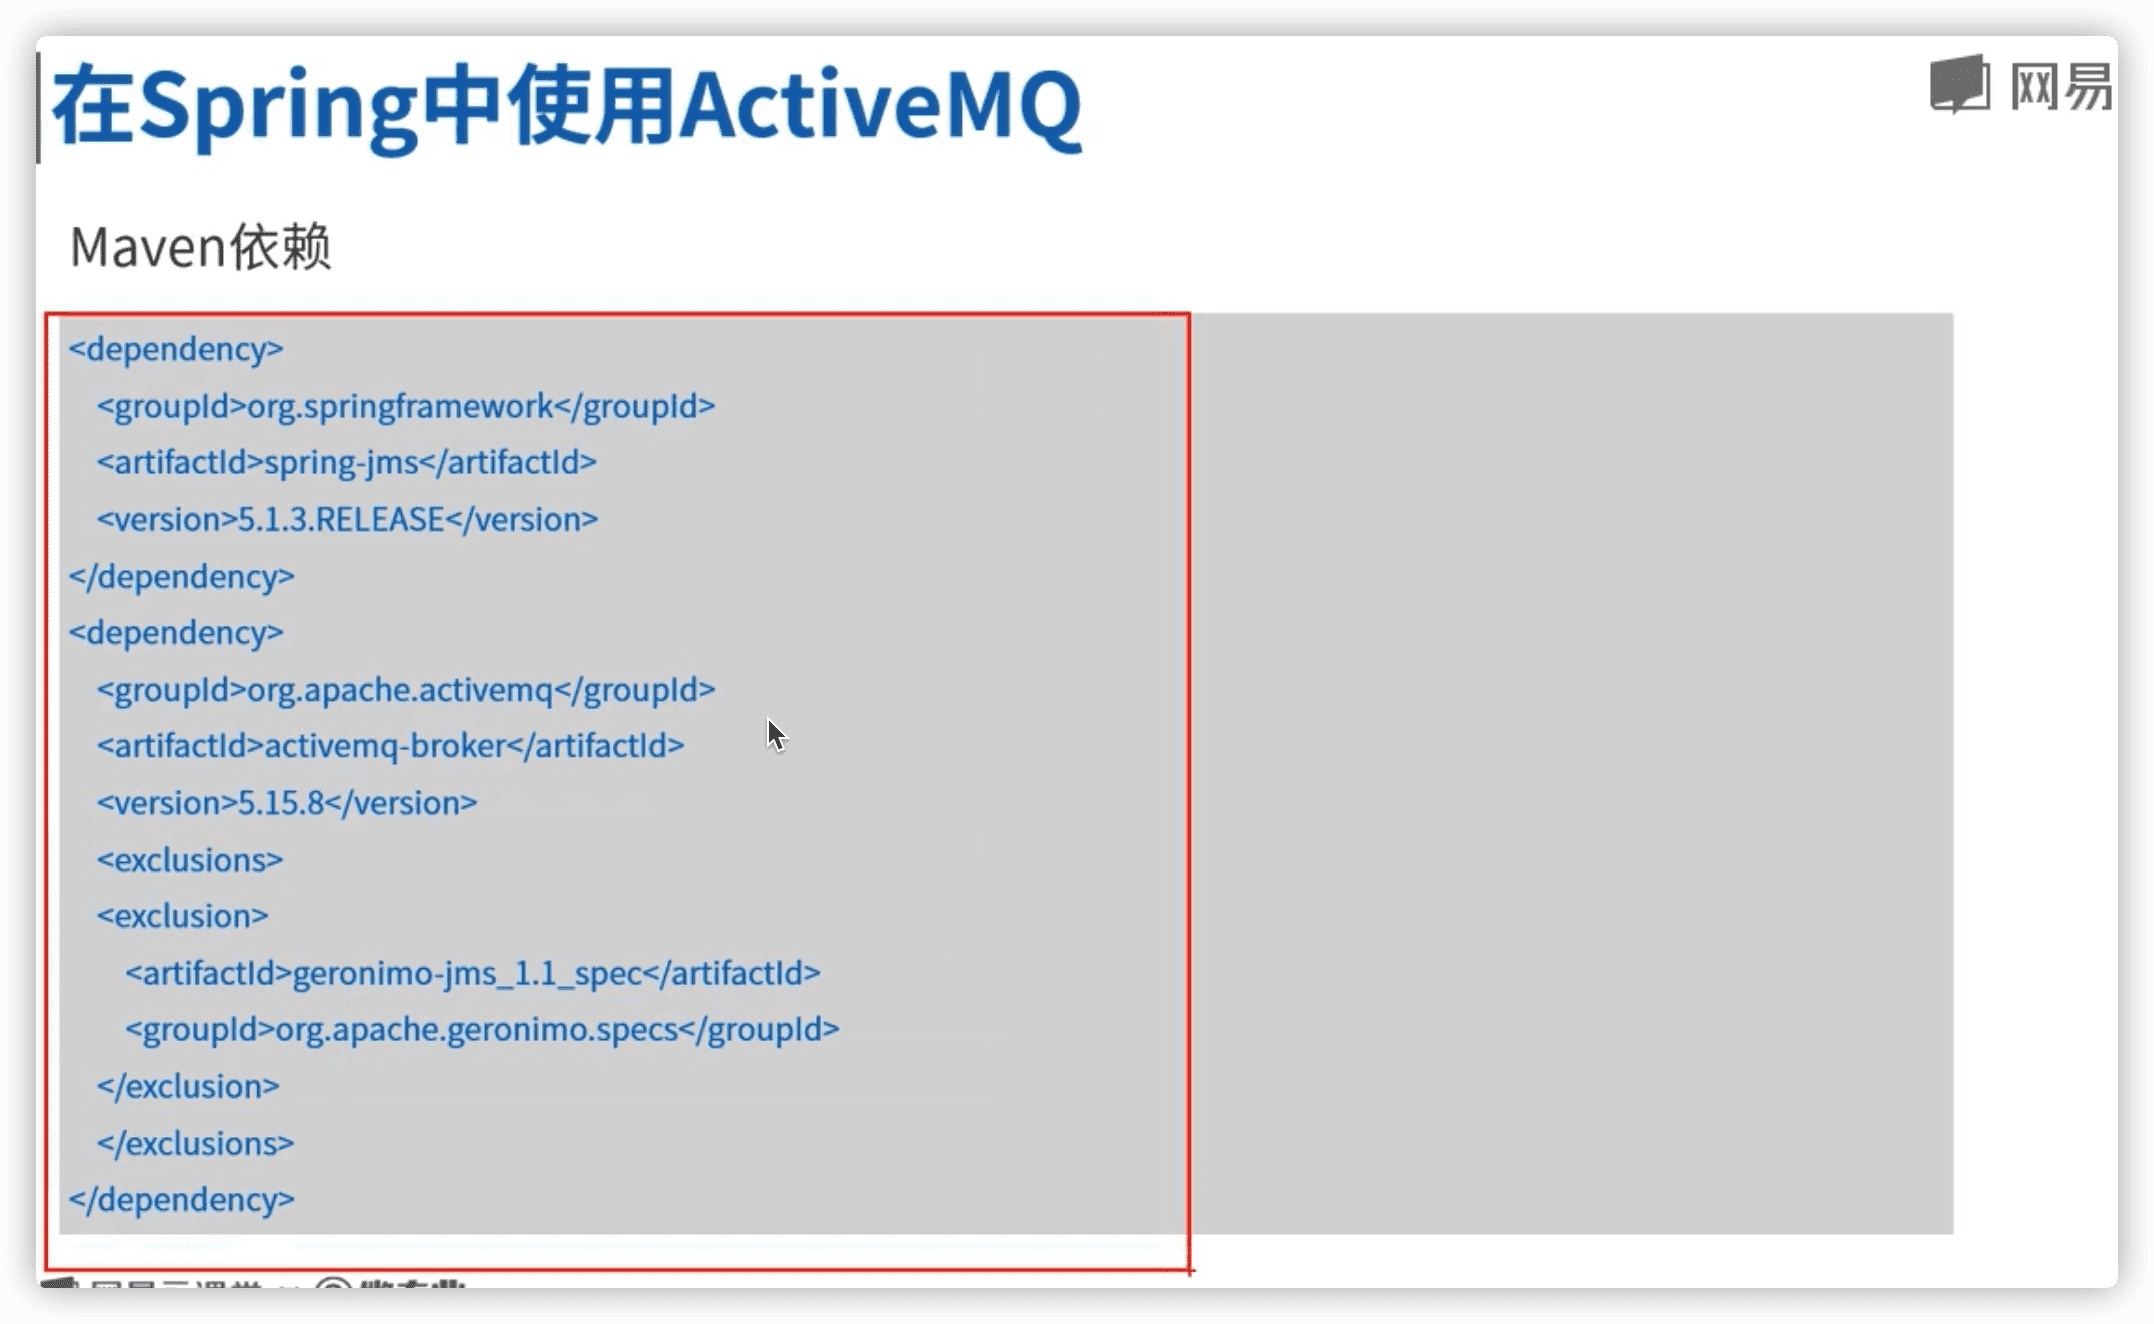 在Spring中使用ActiveMQ
网易
Maven依赖
<dependency>
<groupId>org.springframework</groupId>
<artifactId>spring-jms</artifactId>
<version>5.1.3.RELEASE</version>
</dependency>
<dependency>
<groupId>org.apache.activemq</groupId>
<artifactId>activemq-broker</artifactId>
<version>5.15.8</version>
<exclusions>
<exclusion>
<artifactId>geronimo-jms_1.1_spec</artifactId>
<groupId>org.apache.geronimo.specs</groupId>
</exclusion>
</exclusions>
</dependency>